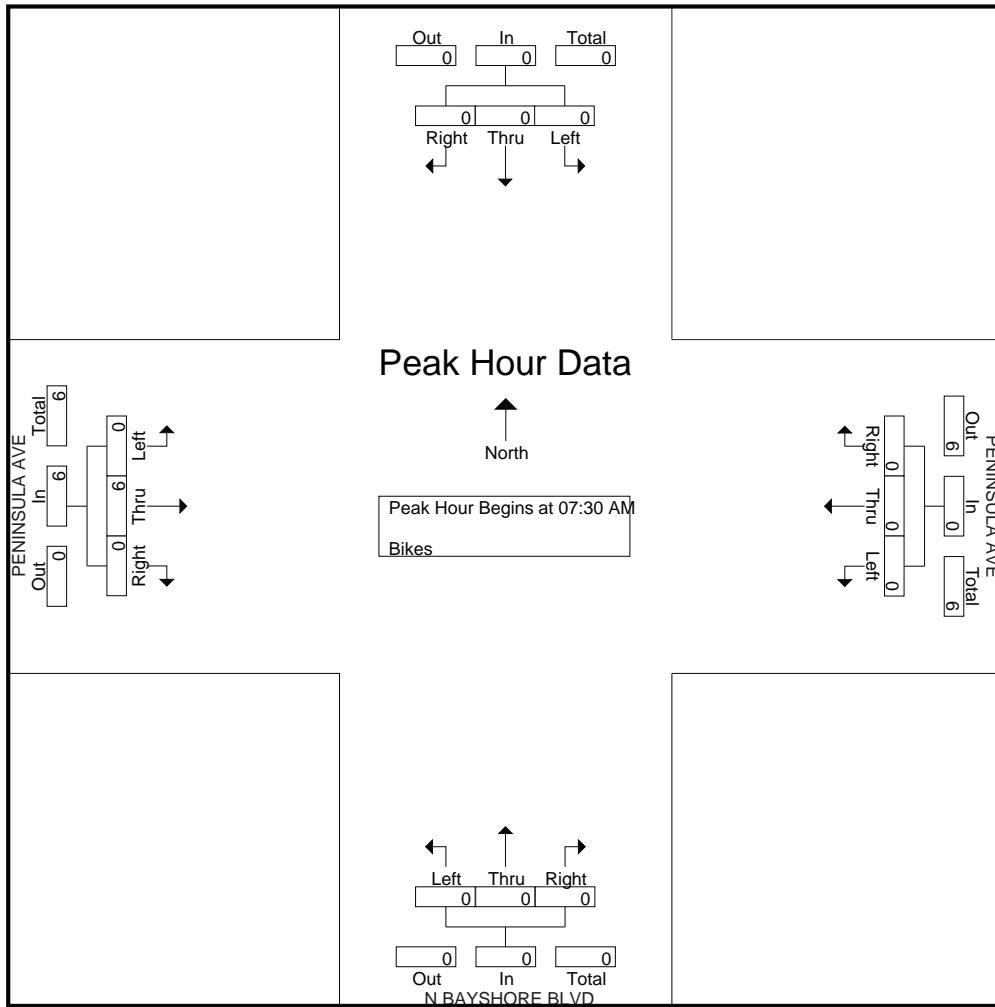 Out In Total
0 0 0
0 0 0
Right Thru Left
Peak Hour Data
North
Peak Hour Begins at 07:30 AM
Bikes
PENINSULA AVE
Out In Total
0 6 6
Right Thru Left
0 6 0
PENINSULA AVE
Out In Total
6 0 6
Right Thru Left
0 0 0
Left Thru Right
0 0 0
0 0 0
Out In Total
N BAYSHORE BLVD